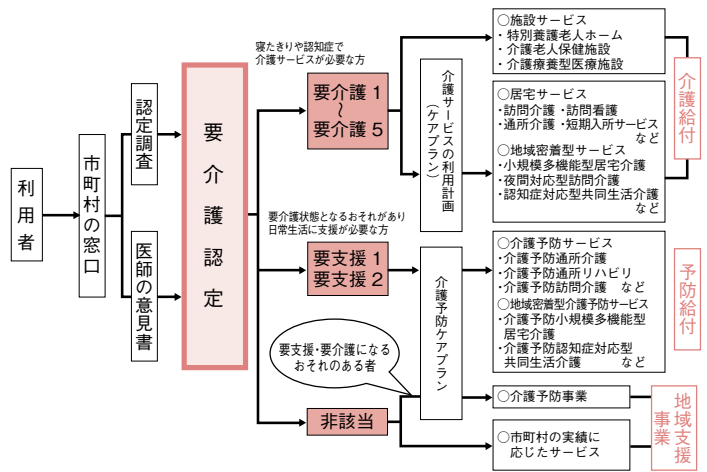 利用者
市町村の窓口
認定調査
医師の意見書
要介護認定
寝たきりや認知症で
介護サービスが必要な方
要介護 1
〜
要介護 5
介護サービスの利用計画
(ケアプラン)
○施設サービス
・特別養護老人ホーム
・介護老人保健施設
・介護療養型医療施設
○居宅サービス
・訪問介護 ・訪問看護
・通所介護 ・短期入所サービス
など
○地域密着型サービス
・小規模多機能型居宅介護
・夜間対応型訪問介護
・認知症対応型共同生活介護
など
介護給付
要介護状態となるおそれがあり
日常生活に支援が必要な方
要支援 1
要支援 2
介護予防ケアプラン
○介護予防サービス
・介護予防通所介護
・介護予防通所リハビリ
・介護予防訪問介護 など
○地域密着型介護予防サービス
・介護予防小規模多機能型
居宅介護
・介護予防認知症対応型
共同生活介護 など
予防給付
要支援・要介護になる
おそれのある者
非該当
○介護予防事業
○市町村の実績に
応じたサービス
地域支援
事業